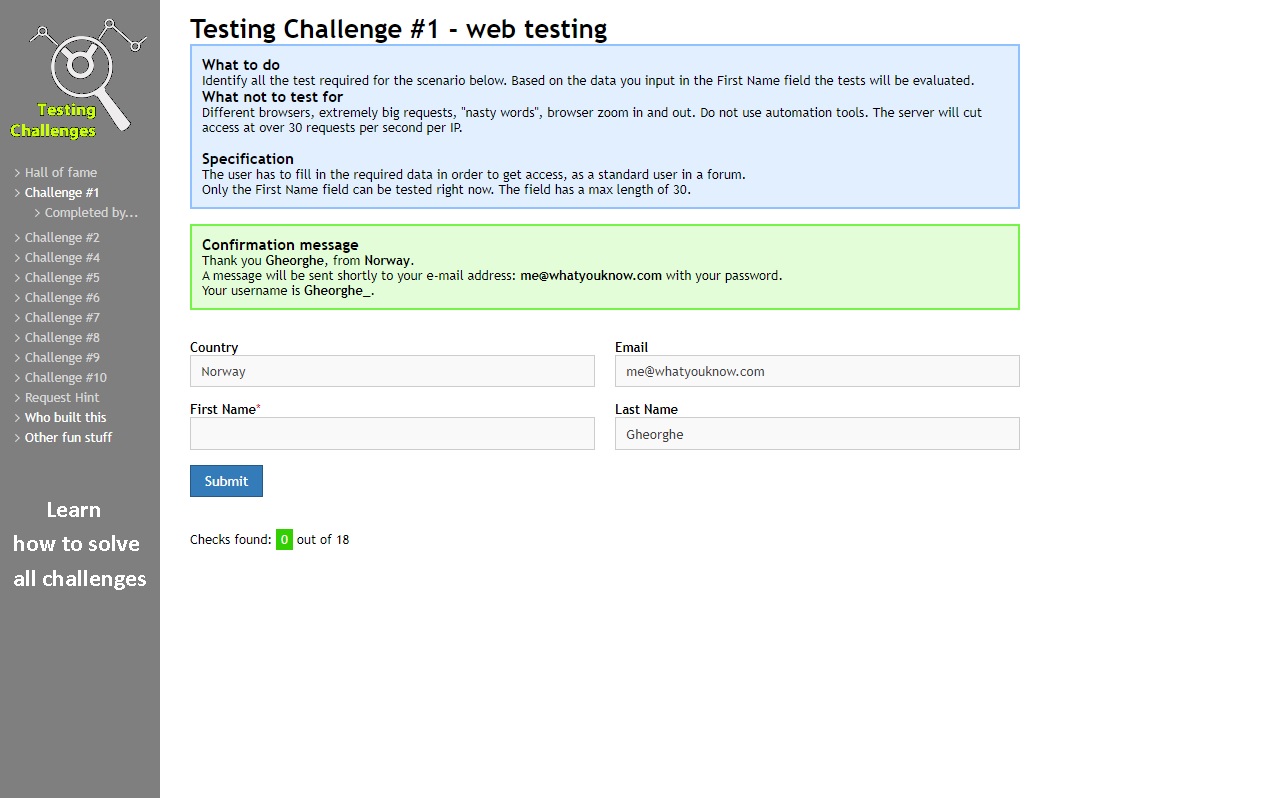 Testing
Challenges
> Hall of fame
> Challenge #1
> Completed by...
> Challenge #2
> Challenge #4
> Challenge #5
> Challenge #6
> Challenge #7
> Challenge #8
> Challenge #9
> Challenge #10
> Request Hint
> Who built this
> Other fun stuff
Learn
how to solve
all challenges
Testing Challenge #1 - web testing
What to do
Identify all the test required for the scenario below. Based on the data you input in the First Name field the tests will be evaluated.
What not to test for
Different browsers, extremely big requests, "nasty words", browser zoom in and out. Do not use automation tools. The server will cut
access at over 30 requests per second per IP.
Specification
The user has to fill in the required data in order to get access, as a standard user in a forum.
Only the First Name field can be tested right now. The field has a max length of 30.
Confirmation message
Thank you Gheorghe, from Norway.
A message will be sent shortly to your e-mail address: me@whatyouknow.com with your password.
Your username is Gheorghe_.
Country
Norway
Email
me@whatyouknow.com
First Name*
Last Name
Gheorghe
Submit
Checks found: 0 out of 18